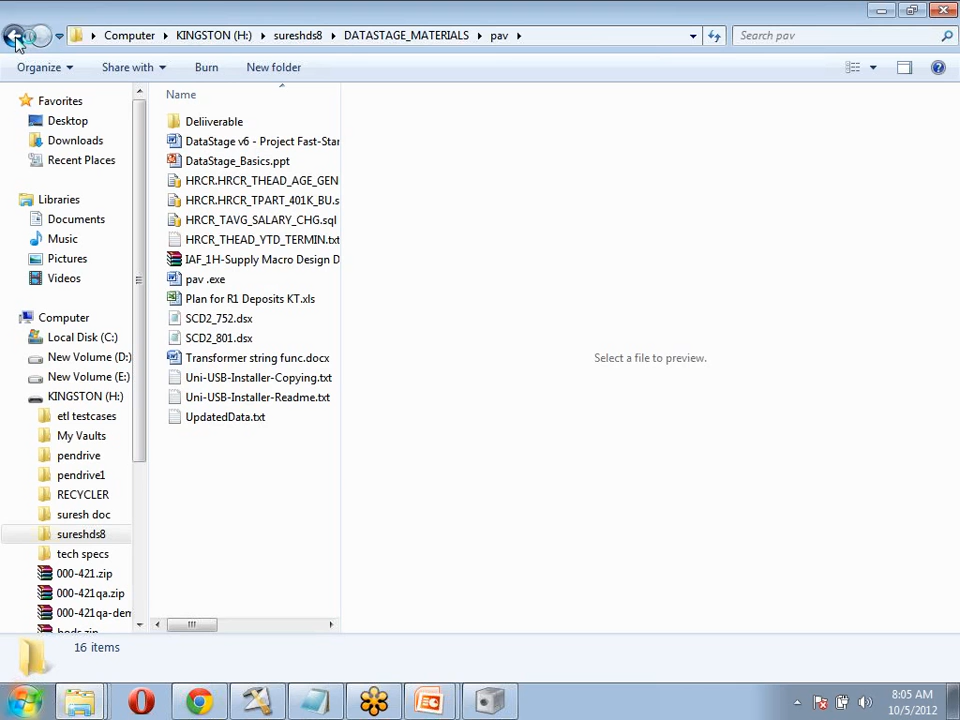 Computer ▸ KINGSTON (H:) ▸ sureshds8 ▸ DATASTAGE_MATERIALS ▸ pav ▸
Search pav
Organize Share with Burn New folder
Favorites
Desktop
Downloads
Recent Places
Libraries
Documents
Music
Pictures
Videos
Computer
Local Disk (C:)
New Volume (D:)
New Volume (E:)
KINGSTON (H:)
etl testcases
My Vaults
pendrive
pendrive1
RECYCLER
suresh doc
sureshds8
tech specs
000-421.zip
000-421qa.zip
000-421qa-dem
bods.zip
Name
Deliiverable
DataStage v6 - Project Fast-Star
DataStage_Basics.ppt
HRCR.HRCR_THEAD_AGE_GEN
HRCR.HRCR_TPART_401K_BU.s
HRCR_TAVG_SALARY_CHG.sql
HRCR_THEAD_YTD_TERMIN.txt
IAF_1H-Supply Macro Design D
pav .exe
Plan for R1 Deposits KT.xls
SCD2_752.dsx
SCD2_801.dsx
Transformer string func.docx
Uni-USB-Installer-Copying.txt
Uni-USB-Installer-Readme.txt
UpdatedData.txt
Select a file to preview.
16 items
8:05 AM
10/5/2012